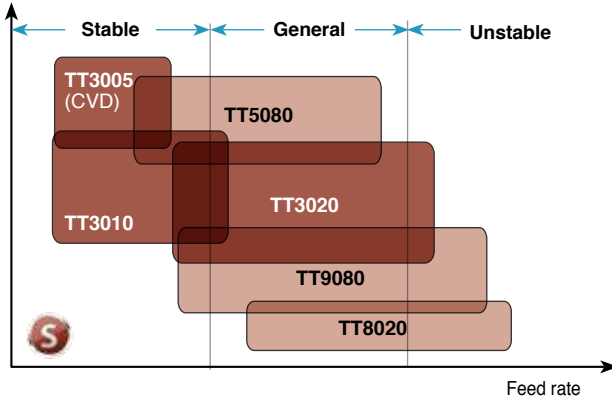 Stable General Unstable
TT3005
(CVD)
TT5080
TT3020
TT3010
TT9080
TT8020
S
Feed rate